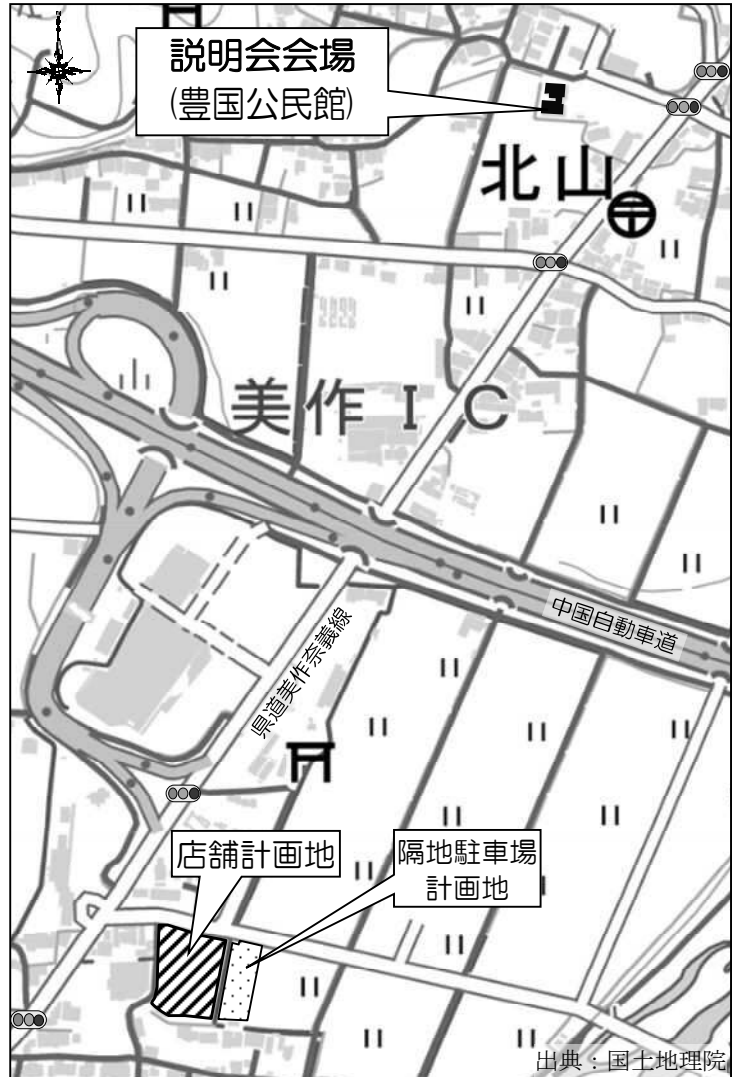 説明会会場
(豊国公民館)
北山
美作IC
中国自動車道
県道美作奈義線
店舗計画地
隔地駐車場
計画地
出典：国土地理院